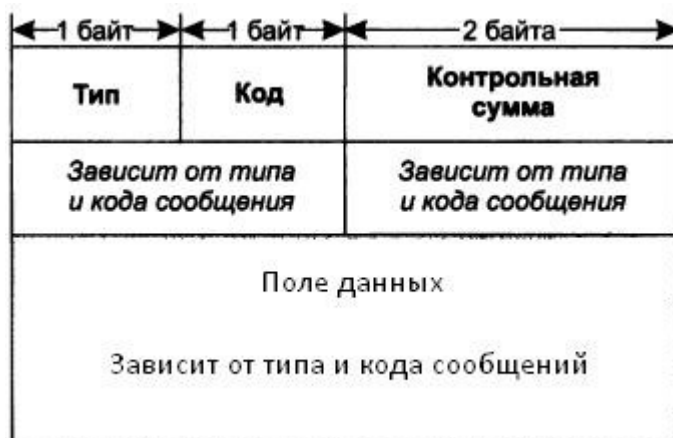 1 байт 1 байт 2 байта
Тип Код Контрольная
сумма
Зависит от типа Зависит от типа
и кода сообщения и кода сообщения
Поле данных
Зависит от типа и кода сообщений